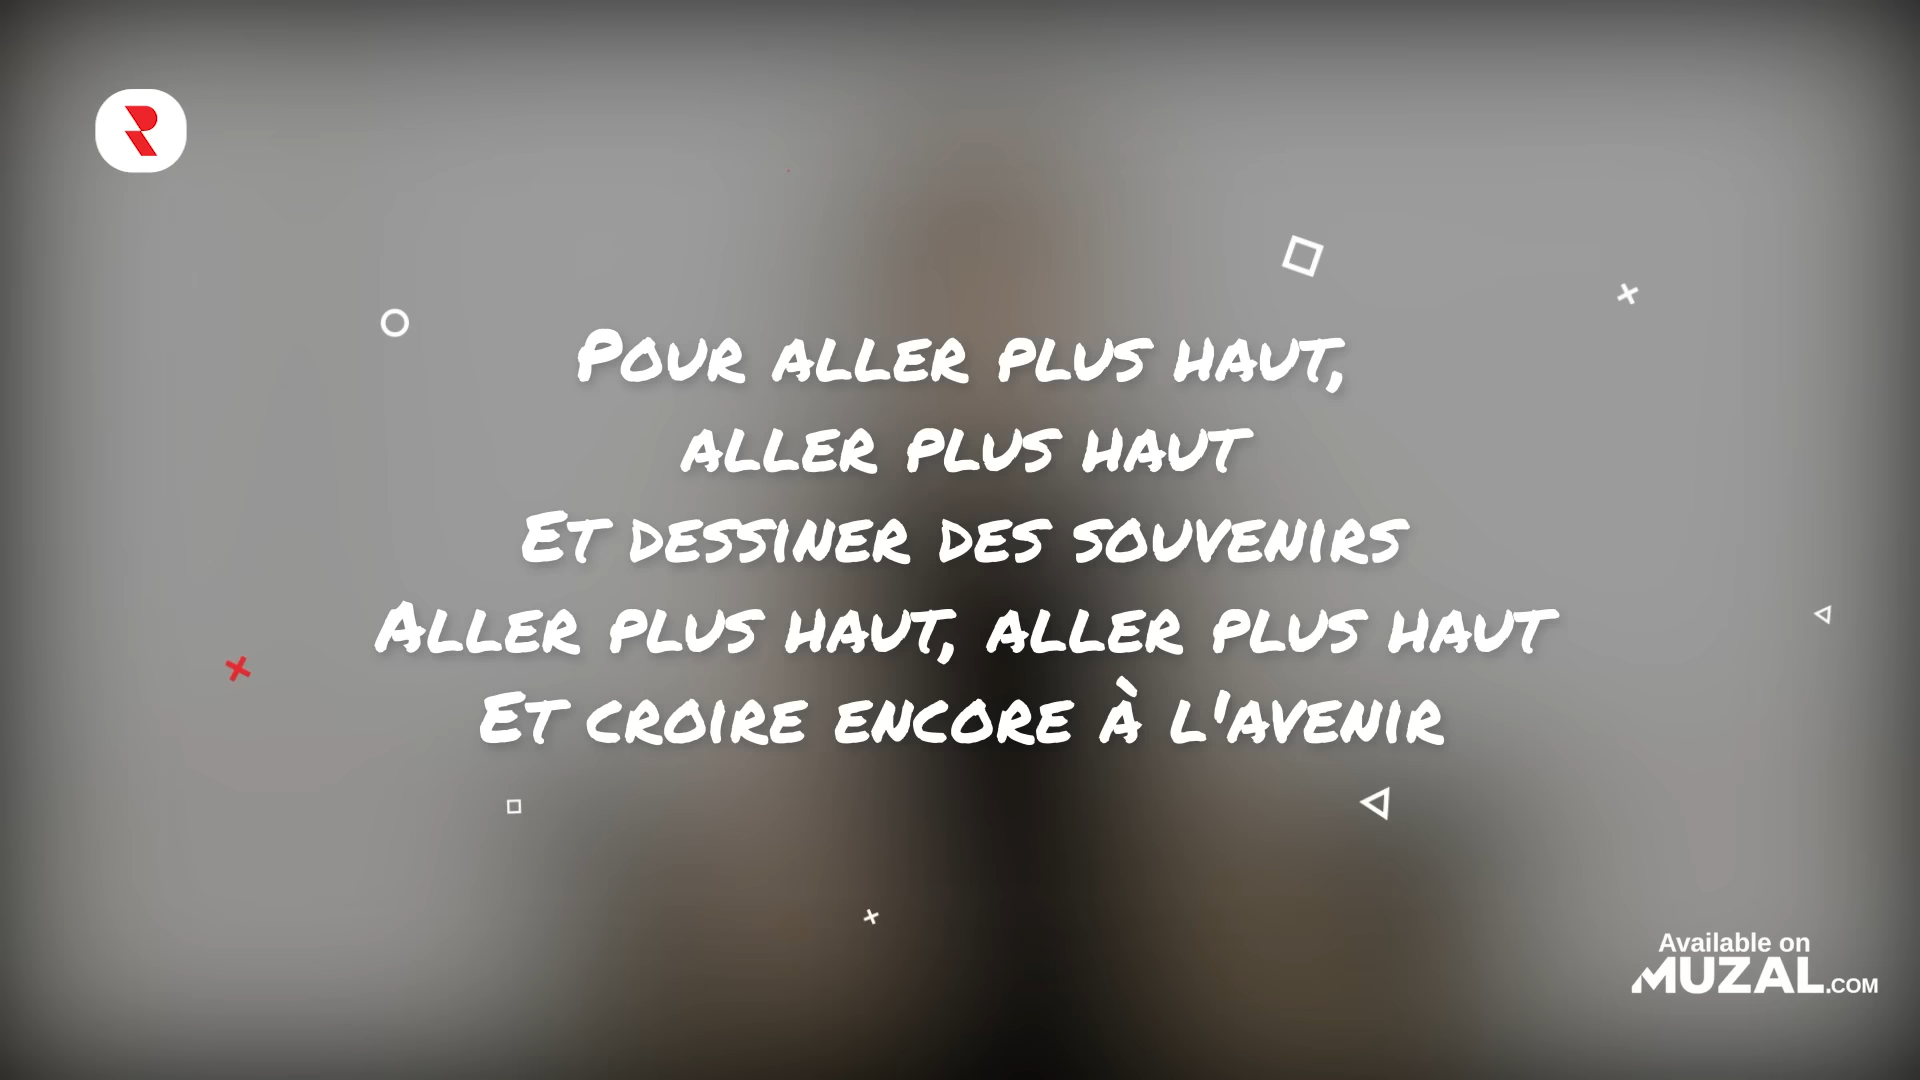 Pour aller plus haut,
aller plus haut
Et dessiner des souvenirs
Aller plus haut, aller plus haut
Et croire encore à l'avenir
Available on
MUZAL.COM